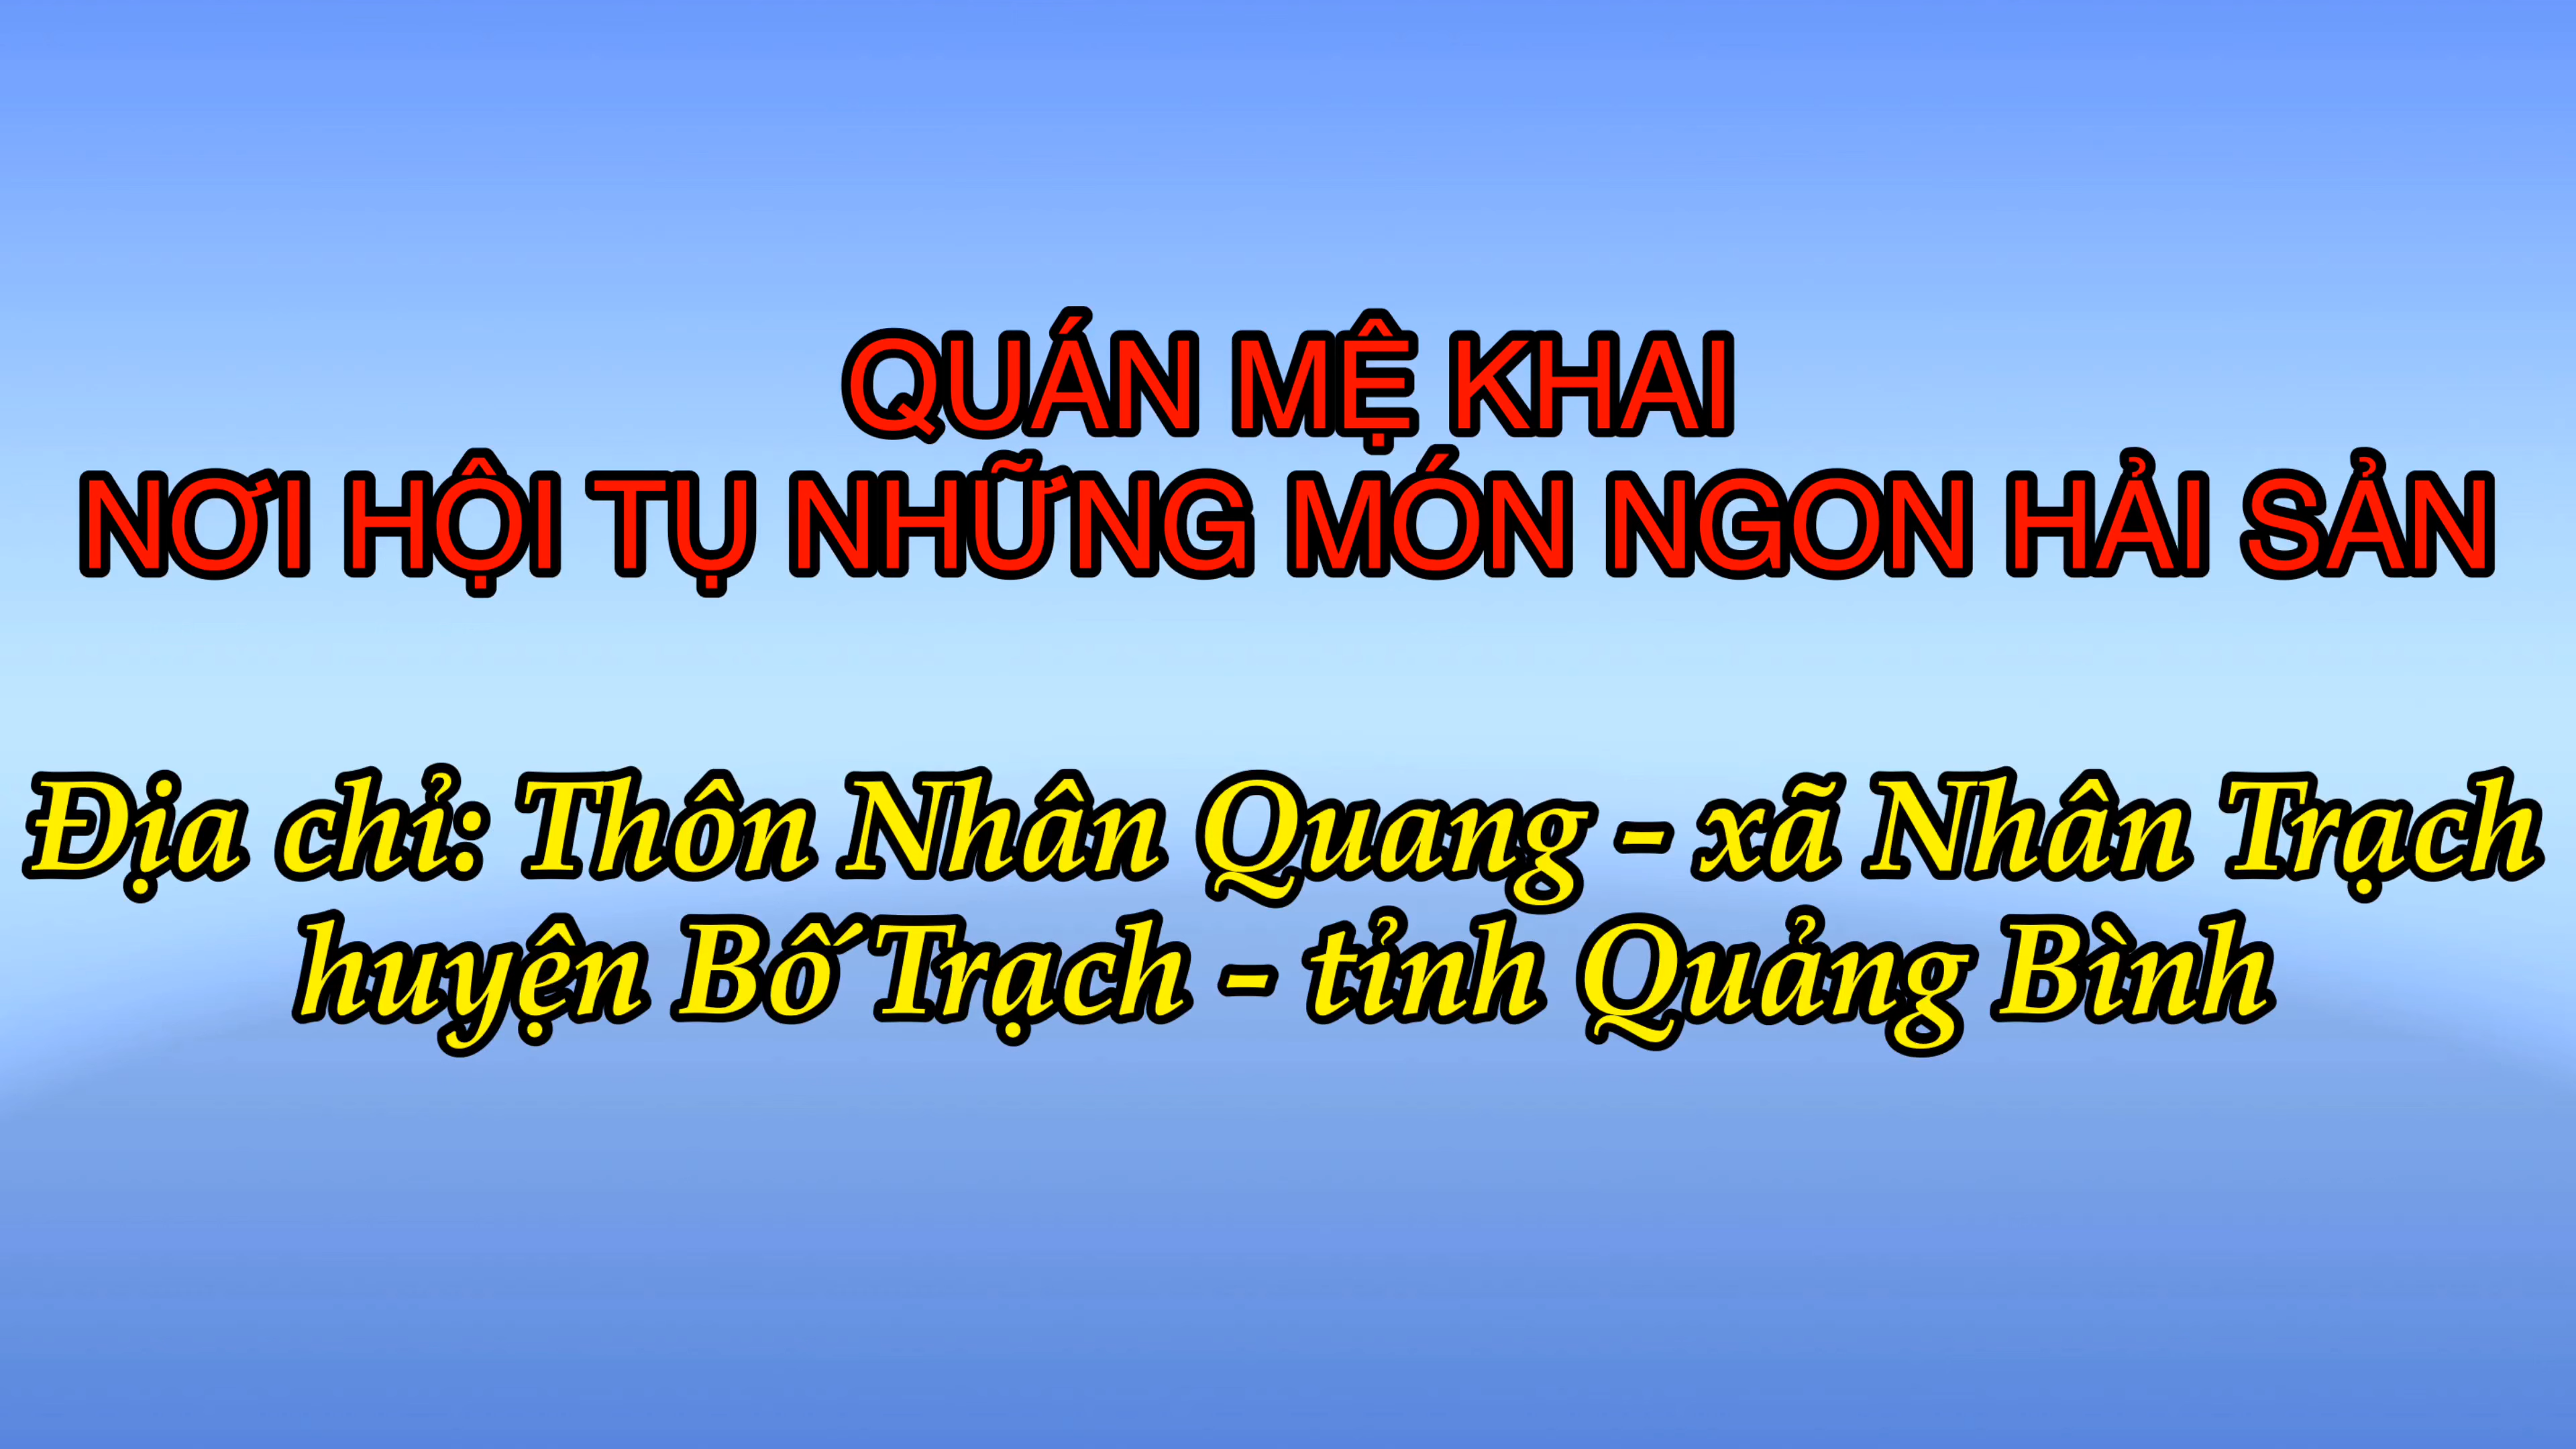 QUÁN MỆ KHAI
NƠI HỘI TỤ NHỮNG MÓN NGON HẢI SẢN
Địa chỉ: Thôn Nhân Quang - xã Nhân Trạch
huyện Bố Trạch - tỉnh Quảng Bình